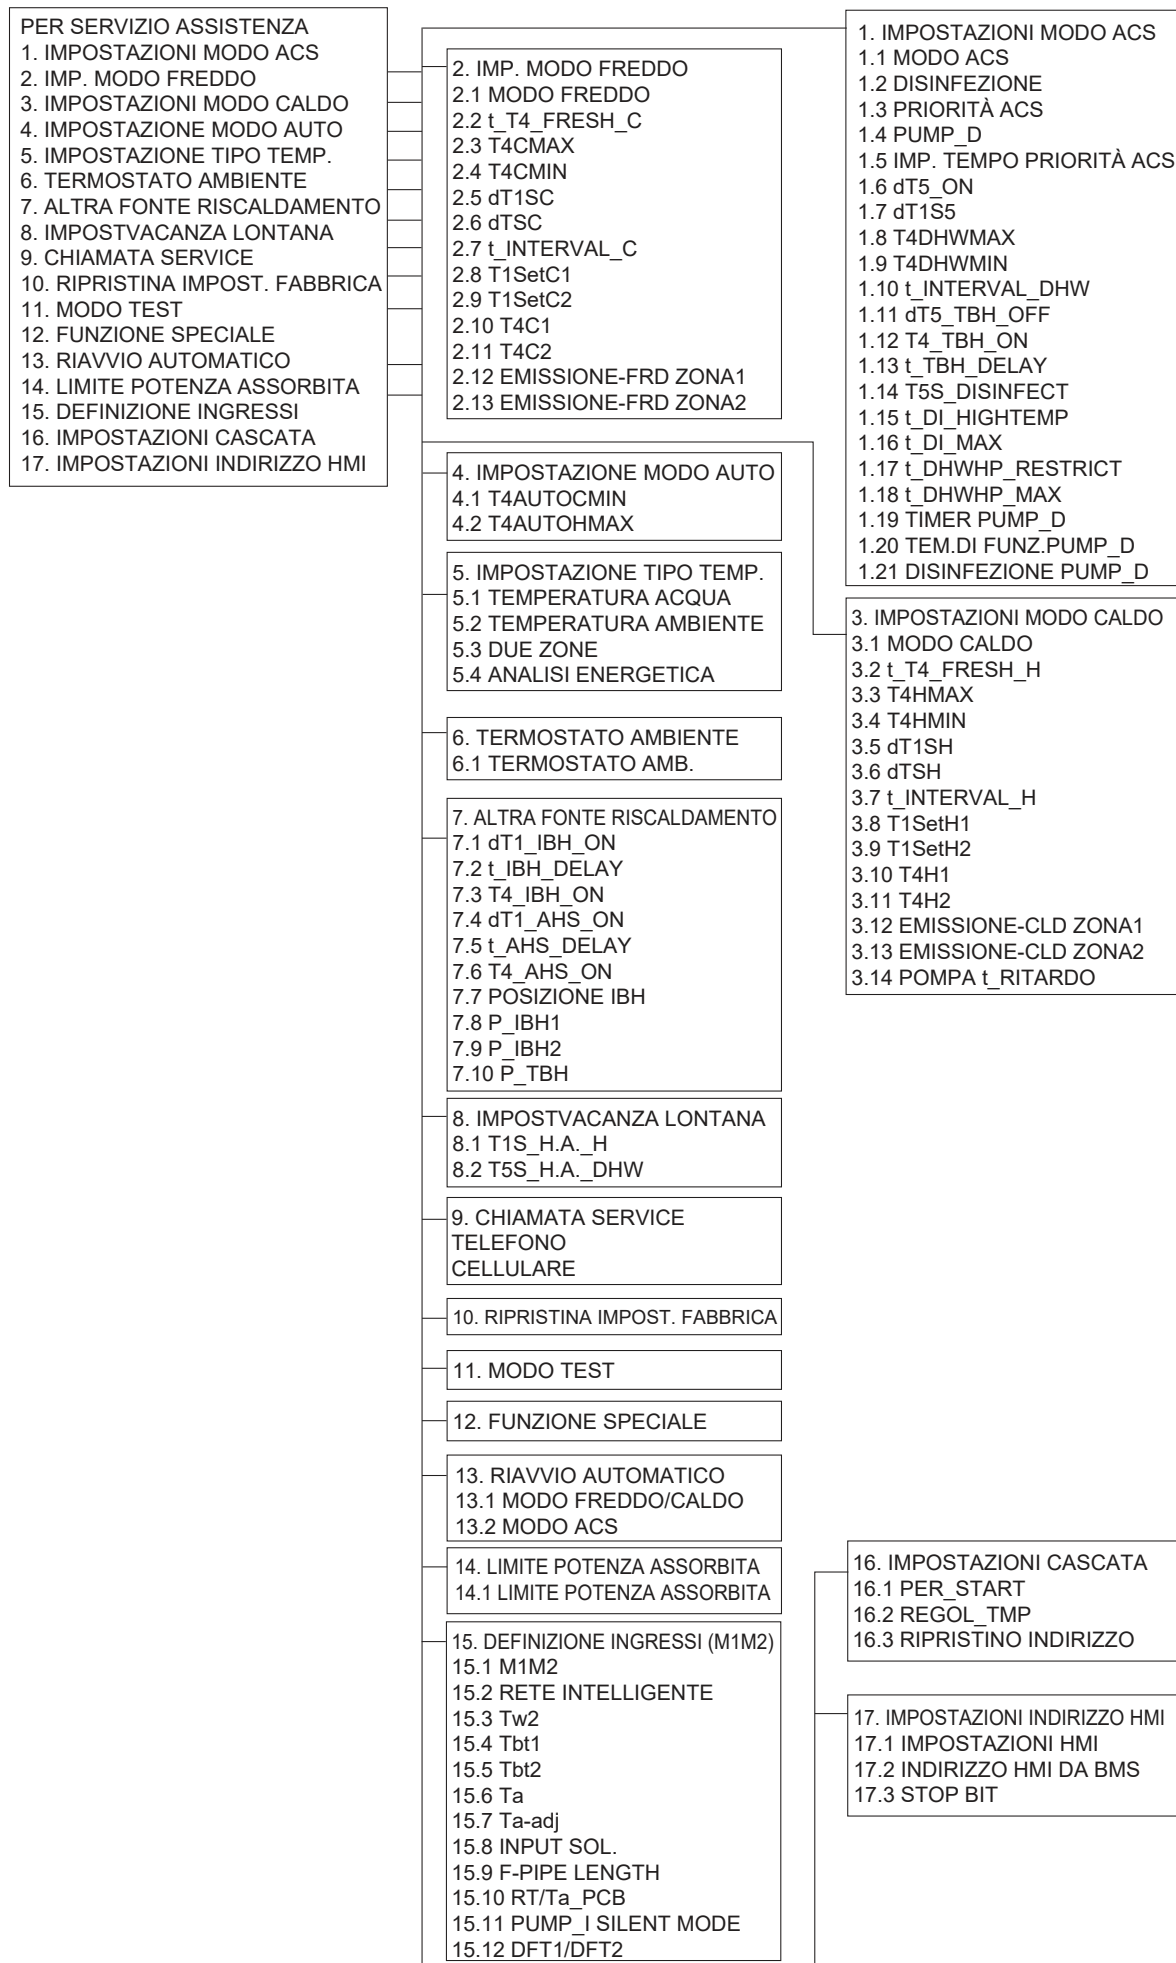 PER SERVIZIO ASSISTENZA
1. IMPOSTAZIONI MODO ACS
2. IMP. MODO FREDDO
3. IMPOSTAZIONI MODO CALDO
4. IMPOSTAZIONE MODO AUTO
5. IMPOSTAZIONE TIPO TEMP.
6. TERMOSTATO AMBIENTE
7. ALTRA FONTE RISCALDAMENTO
8. IMPOSTVACANZA LONTANA
9. CHIAMATA SERVICE
10. RIPRISTINA IMPOST. FABBRICA
11. MODO TEST
12. FUNZIONE SPECIALE
13. RIAVVIO AUTOMATICO
14. LIMITE POTENZA ASSORBITA
15. DEFINIZIONE INGRESSI
16. IMPOSTAZIONI CASCATA
17. IMPOSTAZIONI INDIRIZZO HMI
1. IMPOSTAZIONI MODO ACS
1.1 MODO ACS
1.2 DISINFEZIONE
1.3 PRIORITÀ ACS
1.4 PUMP_D
1.5 IMP. TEMPO PRIORITÀ ACS
1.6 dT5_ON
1.7 dT1S5
1.8 T4DHWMAX
1.9 T4DHWMIN
1.10 t_INTERVAL_DHW
1.11 dT5_TBH_OFF
1.12 T4_TBH_ON
1.13 t_TBH_DELAY
1.14 T5S_DISINFECT
1.15 t_DI_HIGHTEMP
1.16 t_DI_MAX
1.17 t_DHWHP_RESTRICT
1.18 t_DHWHP_MAX
1.19 TIMER PUMP_D
1.20 TEM.DI FUNZ.PUMP_D
1.21 DISINFEZIONE PUMP_D
2. IMP. MODO FREDDO
2.1 MODO FREDDO
2.2 t_T4_FRESH_C
2.3 T4CMAX
2.4 T4CMIN
2.5 dT1SC
2.6 dTSC
2.7 t_INTERVAL_C
2.8 T1SetC1
2.9 T1SetC2
2.10 T4C1
2.11 T4C2
2.12 EMISSIONE-FRD ZONA1
2.13 EMISSIONE-FRD ZONA2
3. IMPOSTAZIONI MODO CALDO
3.1 MODO CALDO
3.2 t_T4_FRESH_H
3.3 T4HMAX
3.4 T4HMIN
3.5 dT1SH
3.6 dTSH
3.7 t_INTERVAL_H
3.8 T1SetH1
3.9 T1SetH2
3.10 T4H1
3.11 T4H2
3.12 EMISSIONE-CLD ZONA1
3.13 EMISSIONE-CLD ZONA2
3.14 POMPA t_RITARDO
4. IMPOSTAZIONE MODO AUTO
4.1 T4AUTOCMIN
4.2 T4AUTOHMAX
5. IMPOSTAZIONE TIPO TEMP.
5.1 TEMPERATURA ACQUA
5.2 TEMPERATURA AMBIENTE
5.3 DUE ZONE
5.4 ANALISI ENERGETICA
6. TERMOSTATO AMBIENTE
6.1 TERMOSTATO AMB.
7. ALTRA FONTE RISCALDAMENTO
7.1 dT1_IBH_ON
7.2 t_IBH_DELAY
7.3 T4_IBH_ON
7.4 dT1_AHS_ON
7.5 t_AHS_DELAY
7.6 T4_AHS_ON
7.7 POSIZIONE IBH
7.8 P_IBH1
7.9 P_IBH2
7.10 P_TBH
8. IMPOSTVACANZA LONTANA
8.1 T1S_H.A._H
8.2 T5S_H.A._DHW
9. CHIAMATA SERVICE
TELEFONO
CELLULARE
10. RIPRISTINA IMPOST. FABBRICA
11. MODO TEST
12. FUNZIONE SPECIALE
13. RIAVVIO AUTOMATICO
13.1 MODO FREDDO/CALDO
13.2 MODO ACS
14. LIMITE POTENZA ASSORBITA
14.1 LIMITE POTENZA ASSORBITA
15. DEFINIZIONE INGRESSI (M1M2)
15.1 M1M2
15.2 RETE INTELLIGENTE
15.3 Tw2
15.4 Tbt1
15.5 Tbt2
15.6 Ta
15.7 Ta-adj
15.8 INPUT SOL.
15.9 F-PIPE LENGTH
15.10 RT/Ta_PCB
15.11 PUMP_I SILENT MODE
15.12 DFT1/DFT2
16. IMPOSTAZIONI CASCATA
16.1 PER_START
16.2 REGOL_TMP
16.3 RIPRISTINO INDIRIZZO
17. IMPOSTAZIONI INDIRIZZO HMI
17.1 IMPOSTAZIONI HMI
17.2 INDIRIZZO HMI DA BMS
17.3 STOP BIT